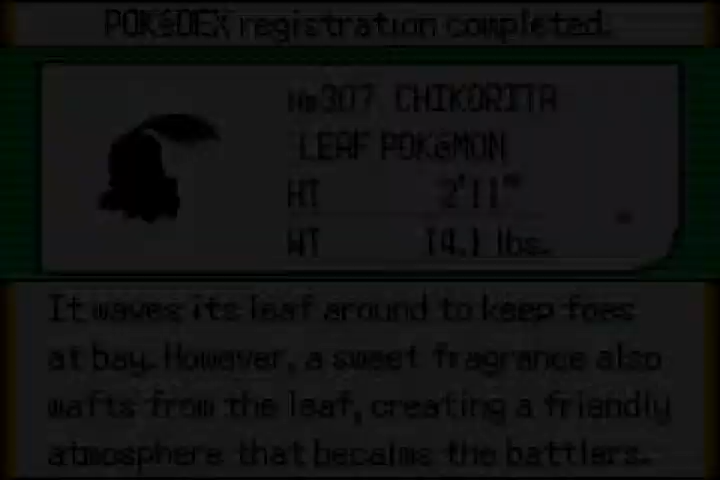 POKéDEX registration completed.
No307 CHIKORITA
LEAF POKéMON
HT 2'11"
WT 14.1 lbs.
It waves its leaf around to keep foes
at bay. However, a sweet fragrance also
wafts from the leaf, creating a friendly
atmosphere that becalms the battlers.